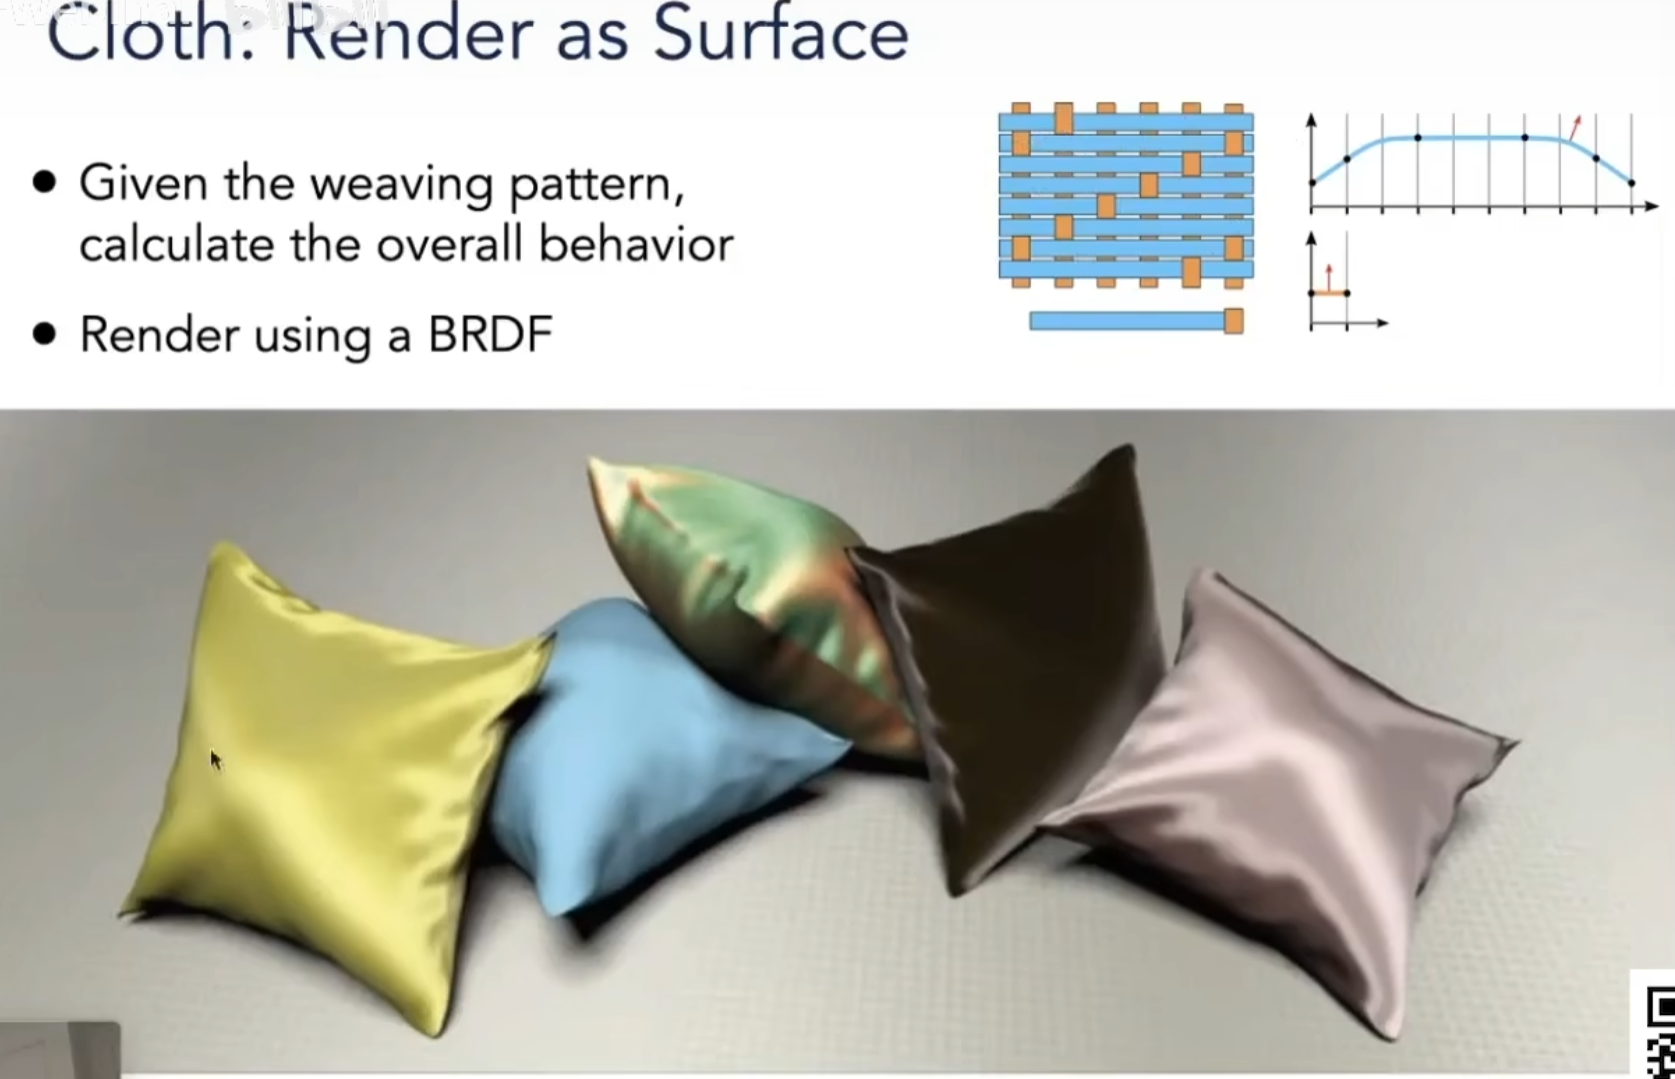 Cloth: Render as Surface
● Given the weaving pattern,
calculate the overall behavior
● Render using a BRDF